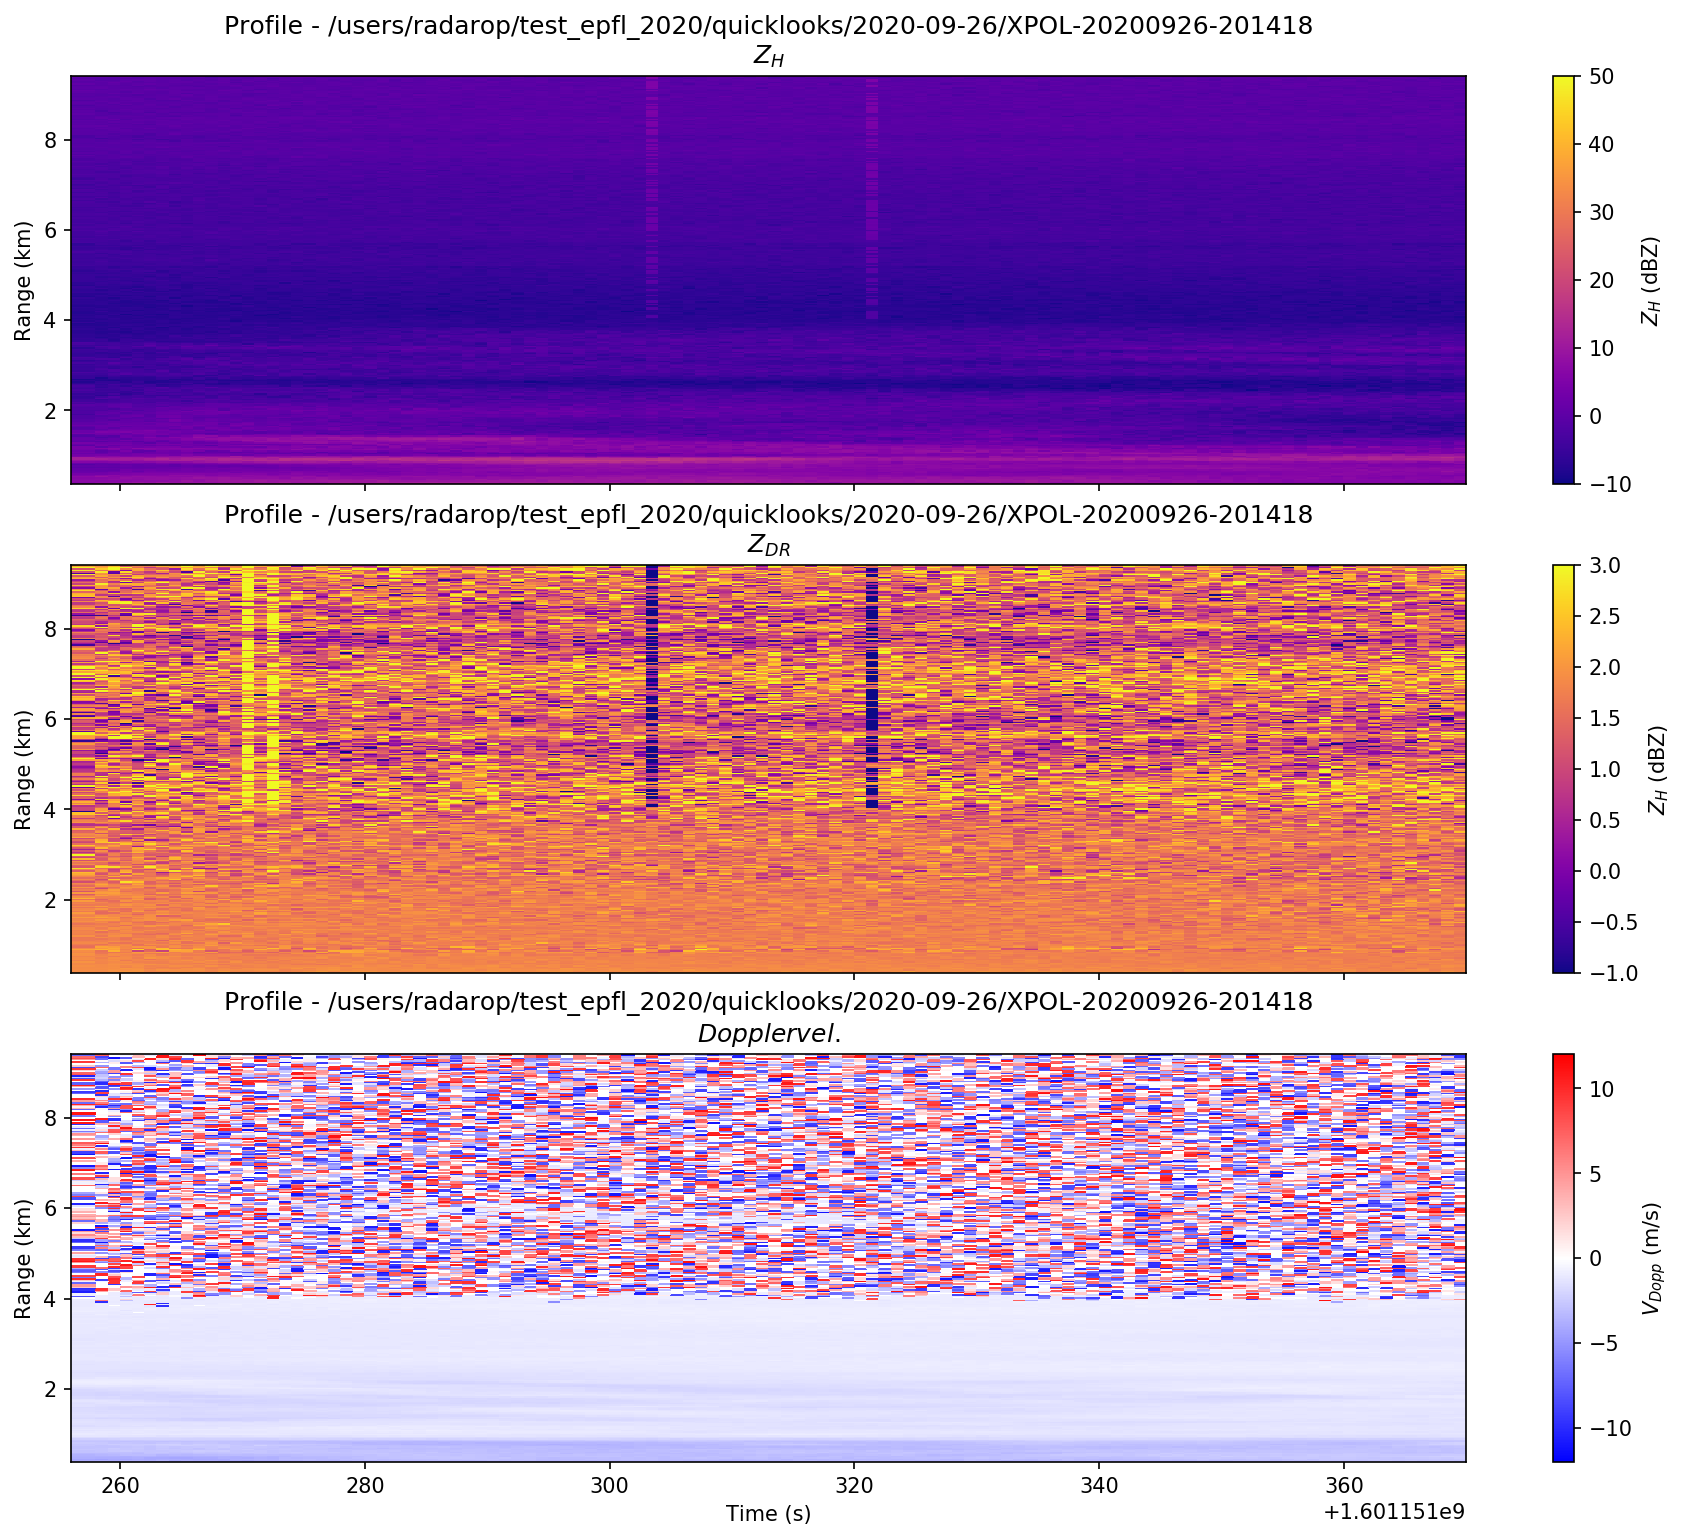 Profile - /users/radarop/test_epfl_2020/quicklooks/2020-09-26/XPOL-20200926-201418
Z_H
Range (km)
8
6
4
2
50
40
30
20
10
0
−10
Z_H (dBZ)
Profile - /users/radarop/test_epfl_2020/quicklooks/2020-09-26/XPOL-20200926-201418
Z_DR
Range (km)
8
6
4
2
3.0
2.5
2.0
1.5
1.0
0.5
0.0
−0.5
−1.0
Z_H (dBZ)
Profile - /users/radarop/test_epfl_2020/quicklooks/2020-09-26/XPOL-20200926-201418
Dopplervel.
Range (km)
8
6
4
2
10
5
0
−5
−10
V_Dopp (m/s)
260 280 300 320 340 360
Time (s)
+1.601151e9